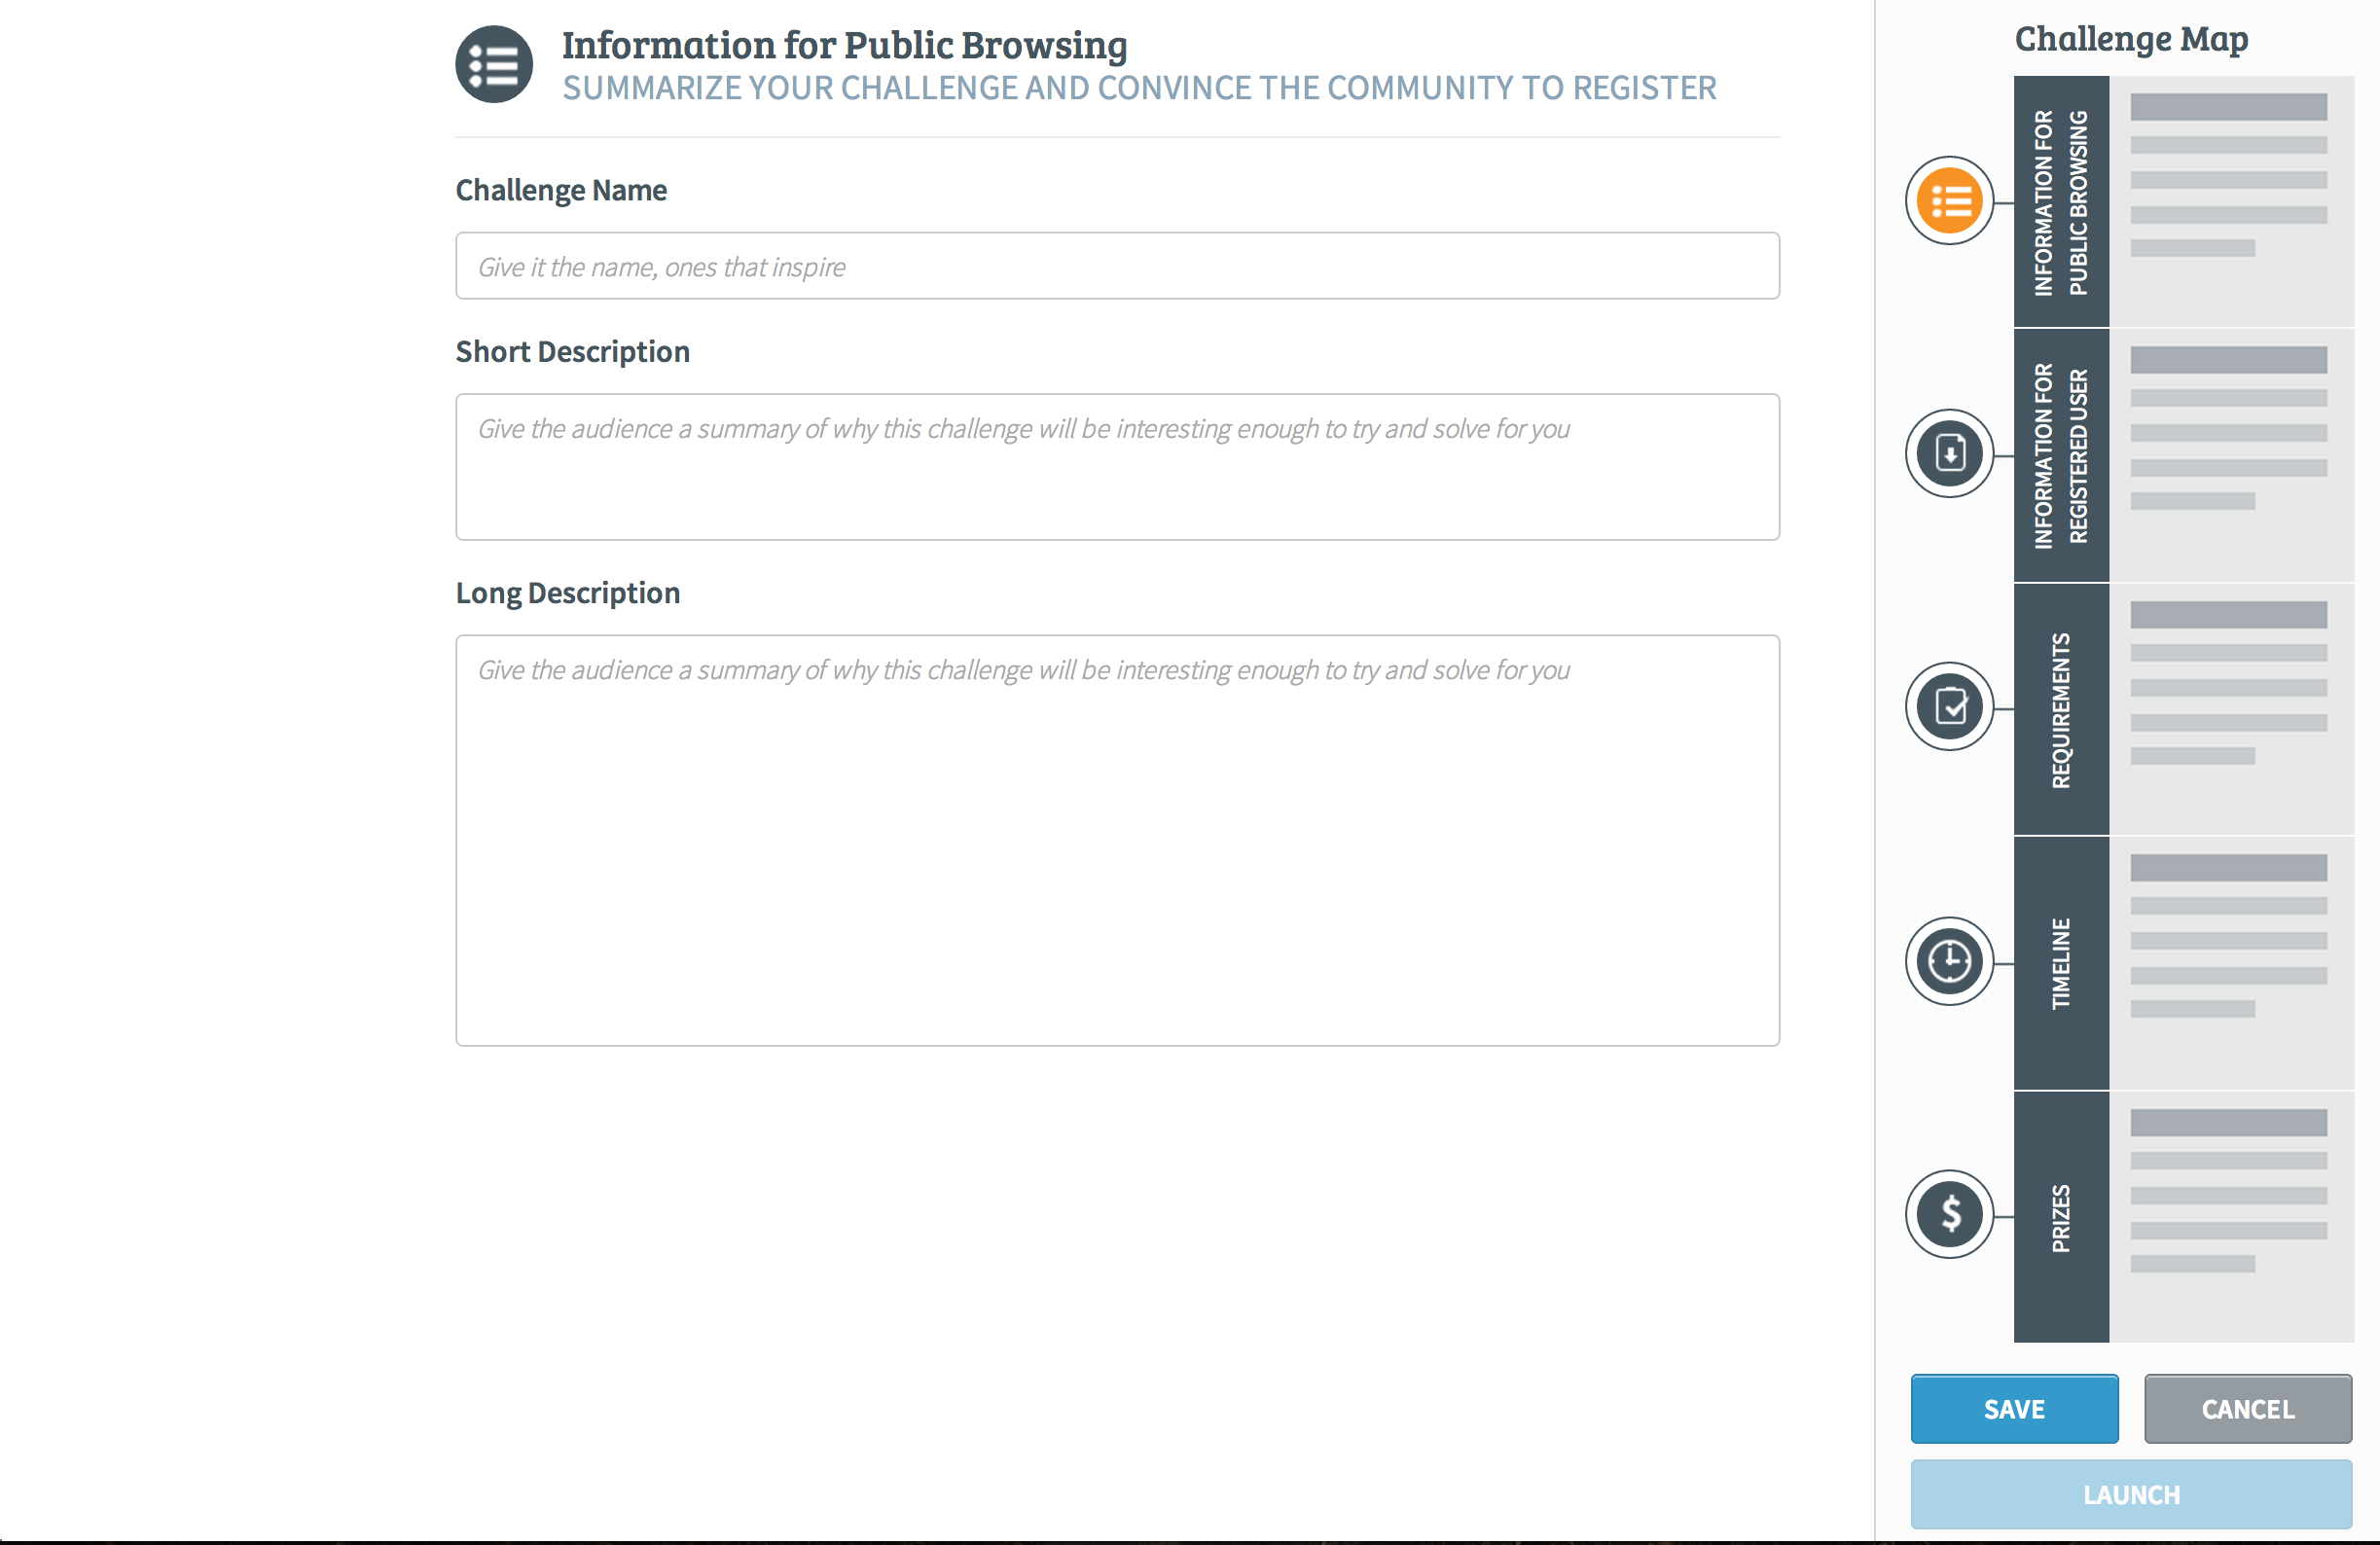 Information for Public Browsing
SUMMARIZE YOUR CHALLENGE AND CONVINCE THE COMMUNITY TO REGISTER
Challenge Name
Give it the name, ones that inspire
Short Description
Give the audience a summary of why this challenge will be interesting enough to try and solve for you
Long Description
Give the audience a summary of why this challenge will be interesting enough to try and solve for you
Challenge Map
INFORMATION FOR
PUBLIC BROWSING
INFORMATION FOR
REGISTERED USER
REQUIREMENTS
TIMELINE
$
PRIZES
SAVE
CANCEL
LAUNCH